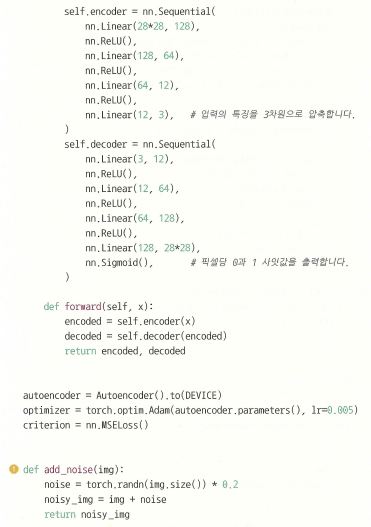 self.encoder = nn.Sequential(
nn.Linear(28*28, 128),
nn.ReLU(),
nn.Linear(128, 64),
nn.ReLU(),
nn.Linear(64, 12),
nn.ReLU(),
nn.Linear(12, 3),   # 입력의 특징을 3차원으로 압축합니다.
)
self.decoder = nn.Sequential(
nn.Linear(3, 12),
nn.ReLU(),
nn.Linear(12, 64),
nn.ReLU(),
nn.Linear(64, 128),
nn.ReLU(),
nn.Linear(128, 28*28),
nn.Sigmoid(),       # 픽셀당 0과 1 사잇값을 출력합니다.
)
def forward(self, x):
encoded = self.encoder(x)
decoded = self.decoder(encoded)
return encoded, decoded
autoencoder = Autoencoder().to(DEVICE)
optimizer = torch.optim.Adam(autoencoder.parameters(), lr=0.005)
criterion = nn.MSELoss()
❶ def add_noise(img):
noise = torch.randn(img.size()) * 0.2
noisy_img = img + noise
return noisy_img